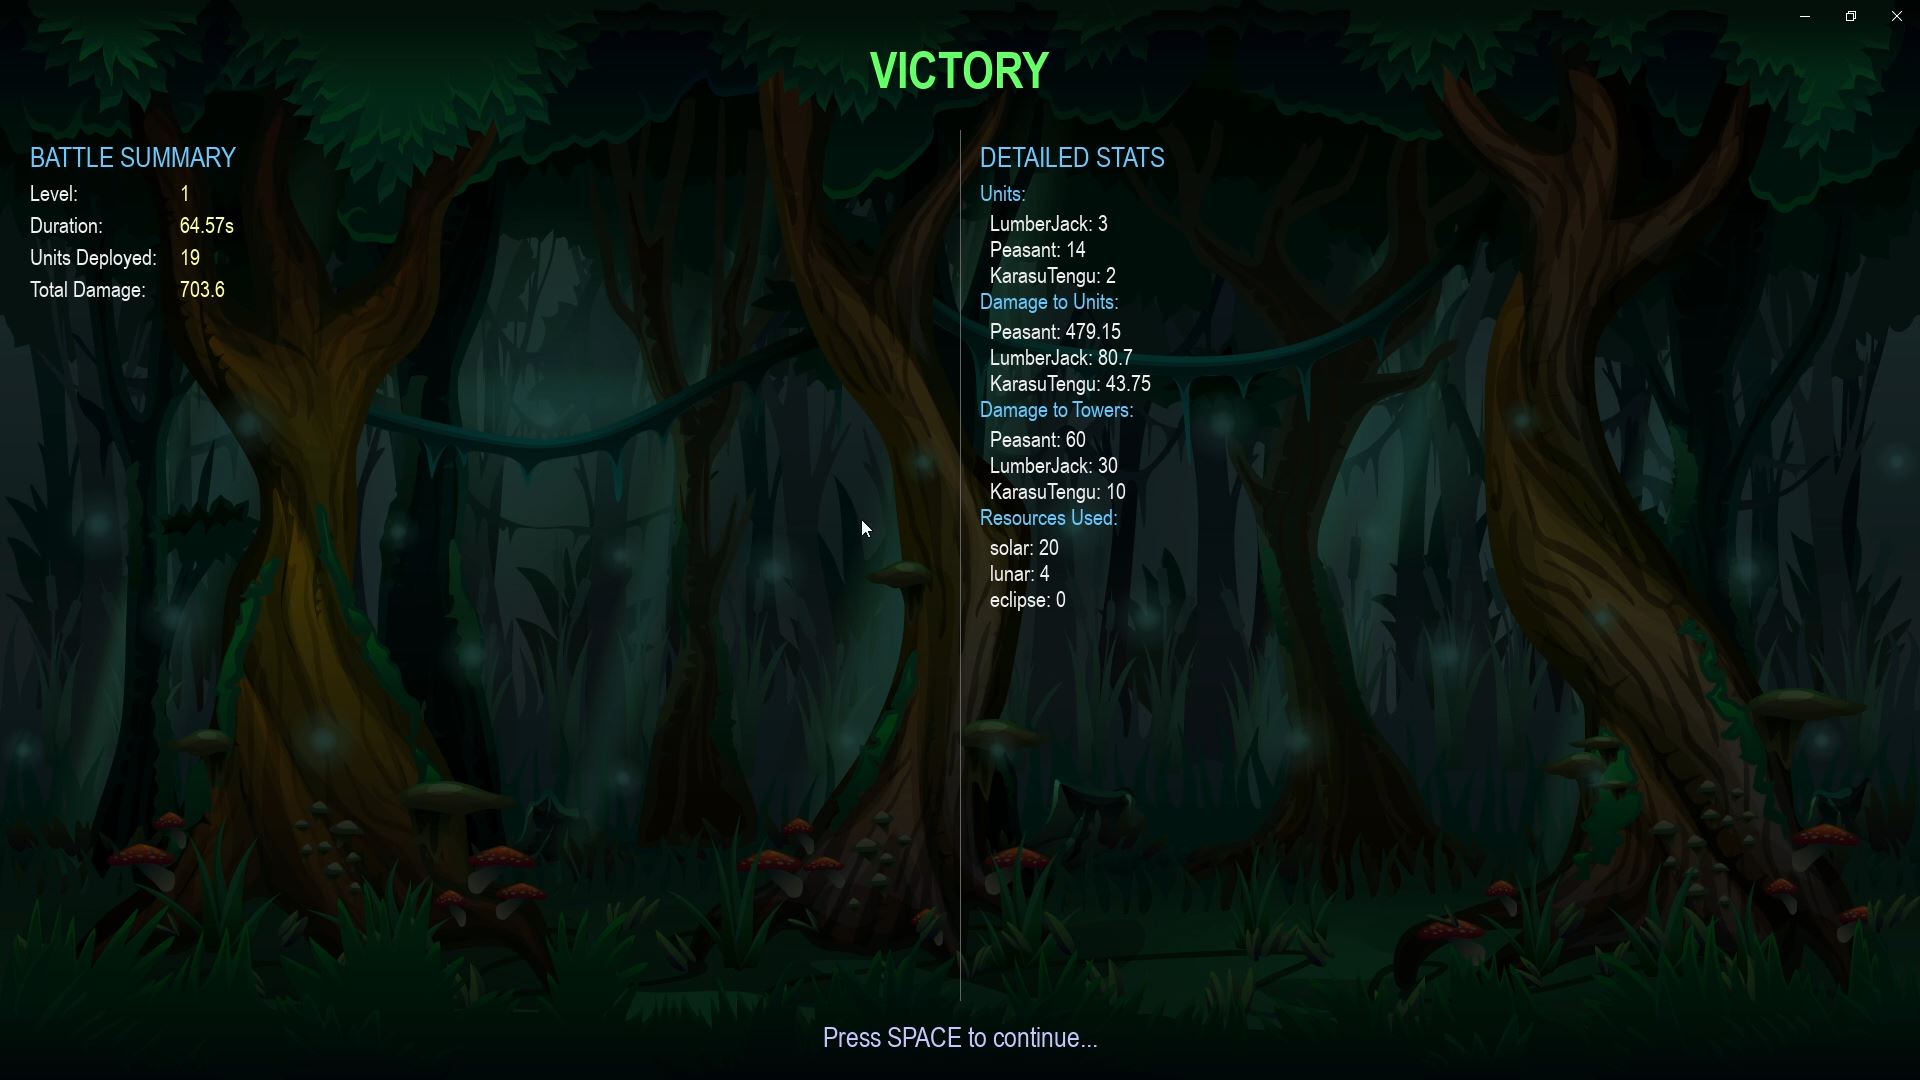 VICTORY
BATTLE SUMMARY
Level: 1
Duration: 64.57s
Units Deployed: 19
Total Damage: 703.6
DETAILED STATS
Units:
LumberJack: 3
Peasant: 14
KarasuTengu: 2
Damage to Units:
Peasant: 479.15
LumberJack: 80.7
KarasuTengu: 43.75
Damage to Towers:
Peasant: 60
LumberJack: 30
KarasuTengu: 10
Resources Used:
solar: 20
lunar: 4
eclipse: 0
Press SPACE to continue...